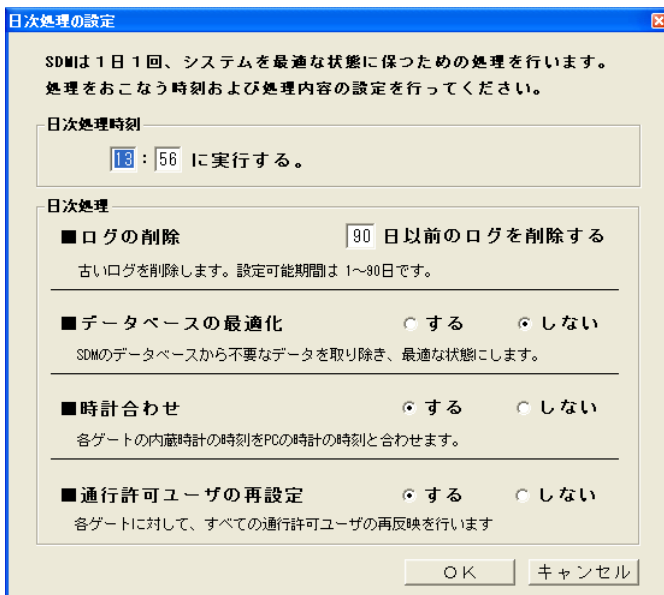 日次処理の設定
SDMは１日１回、システムを最適な状態に保つための処理を行います。
処理をおこなう時刻および処理内容の設定を行ってください。
日次処理時刻
13 : 56 に実行する。
日次処理
■ログの削除 90 日以前のログを削除する
古いログを削除します。設定可能期間は 1～90日です。
■データベースの最適化 する しない
SDMのデータベースから不要なデータを取り除き、最適な状態にします。
■時計合わせ する しない
各ゲートの内蔵時計の時刻をPCの時計の時刻と合わせます。
■通行許可ユーザの再設定 する しない
各ゲートに対して、すべての通行許可ユーザの再反映を行います
ＯＫ キャンセル